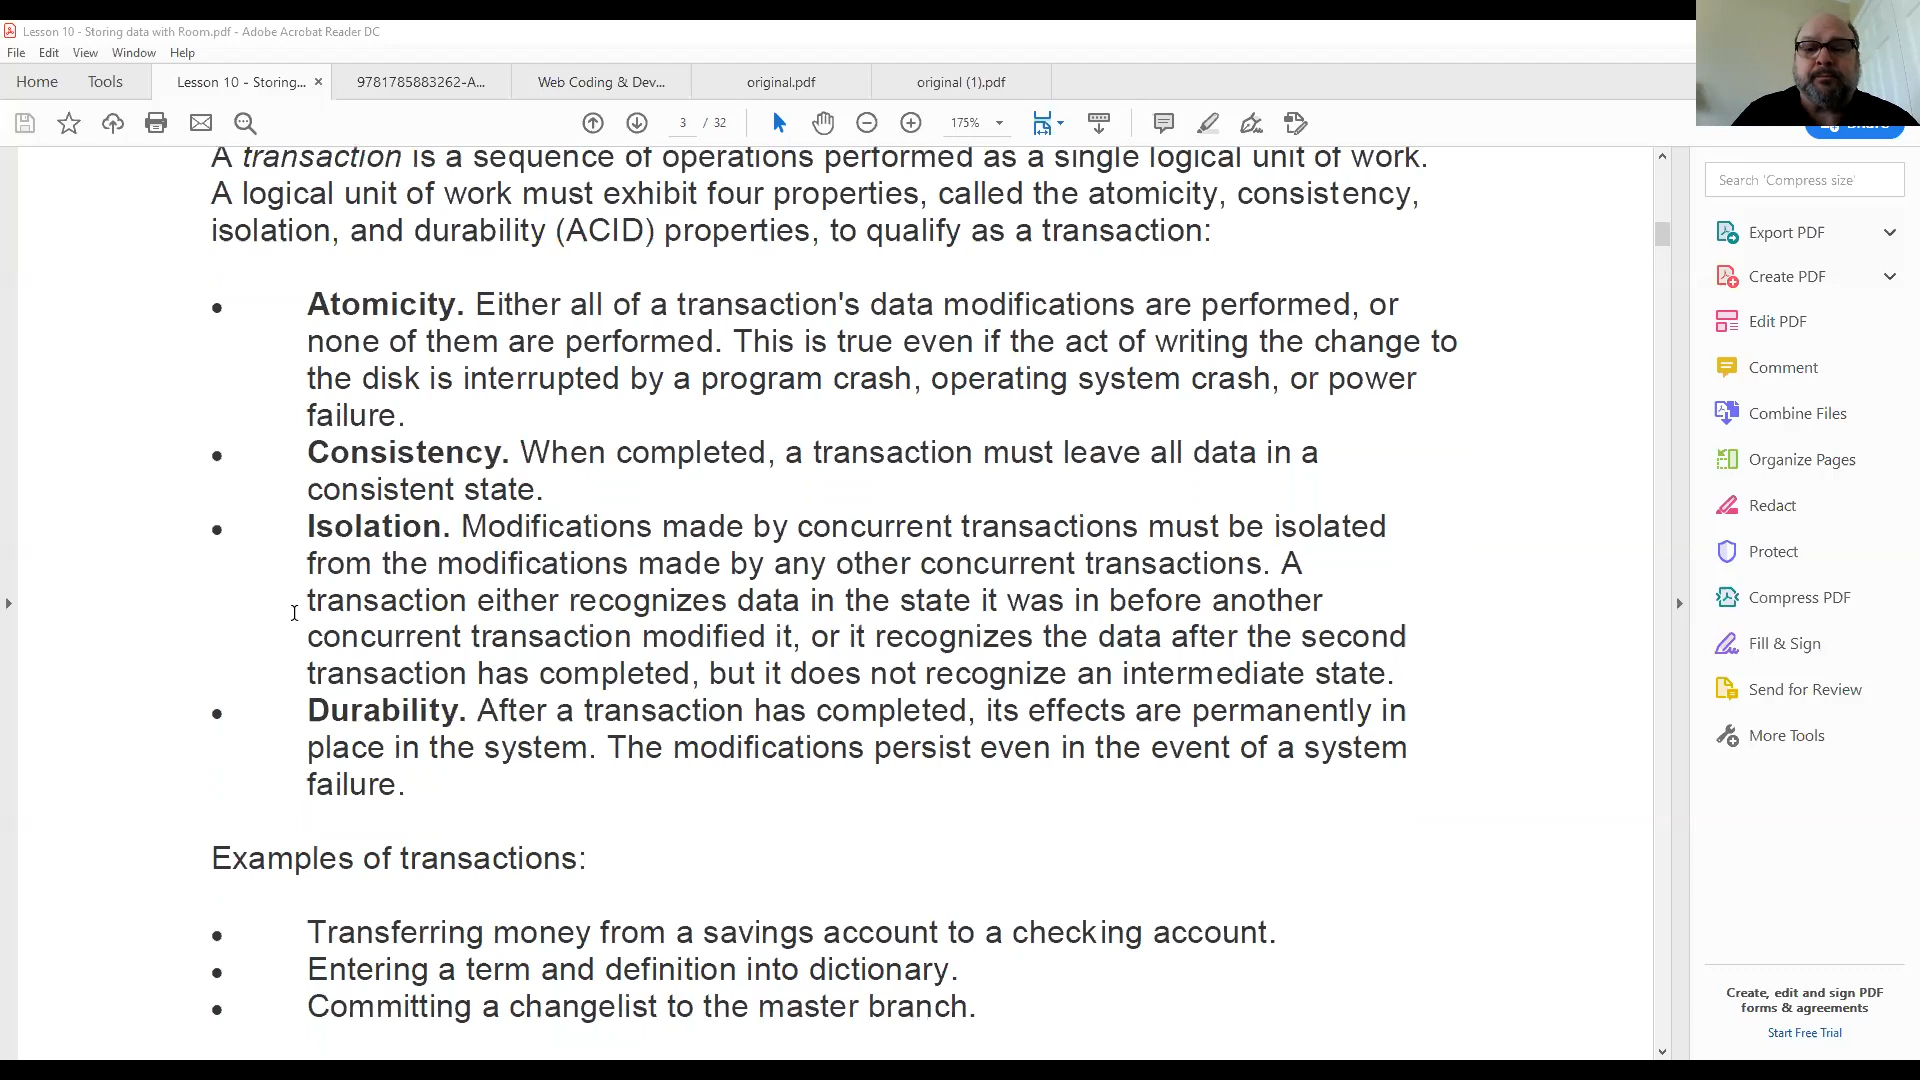 Lesson 10 - Storing data with Room.pdf - Adobe Acrobat Reader DC
File Edit View Window Help
Home Tools Lesson 10 - Storing... × 9781785883262-A... Web Coding & Dev... original.pdf original (1).pdf
3 / 32 175%
Share
A transaction is a sequence of operations performed as a single logical unit of work.
A logical unit of work must exhibit four properties, called the atomicity, consistency,
isolation, and durability (ACID) properties, to qualify as a transaction:
• Atomicity. Either all of a transaction's data modifications are performed, or
none of them are performed. This is true even if the act of writing the change to
the disk is interrupted by a program crash, operating system crash, or power
failure.
• Consistency. When completed, a transaction must leave all data in a
consistent state.
• Isolation. Modifications made by concurrent transactions must be isolated
from the modifications made by any other concurrent transactions. A
transaction either recognizes data in the state it was in before another
concurrent transaction modified it, or it recognizes the data after the second
transaction has completed, but it does not recognize an intermediate state.
• Durability. After a transaction has completed, its effects are permanently in
place in the system. The modifications persist even in the event of a system
failure.
Examples of transactions:
• Transferring money from a savings account to a checking account.
• Entering a term and definition into dictionary.
• Committing a changelist to the master branch.
Search 'Compress size'
Export PDF
Create PDF
Edit PDF
Comment
Combine Files
Organize Pages
Redact
Protect
Compress PDF
Fill & Sign
Send for Review
More Tools
Create, edit and sign PDF
forms & agreements
Start Free Trial